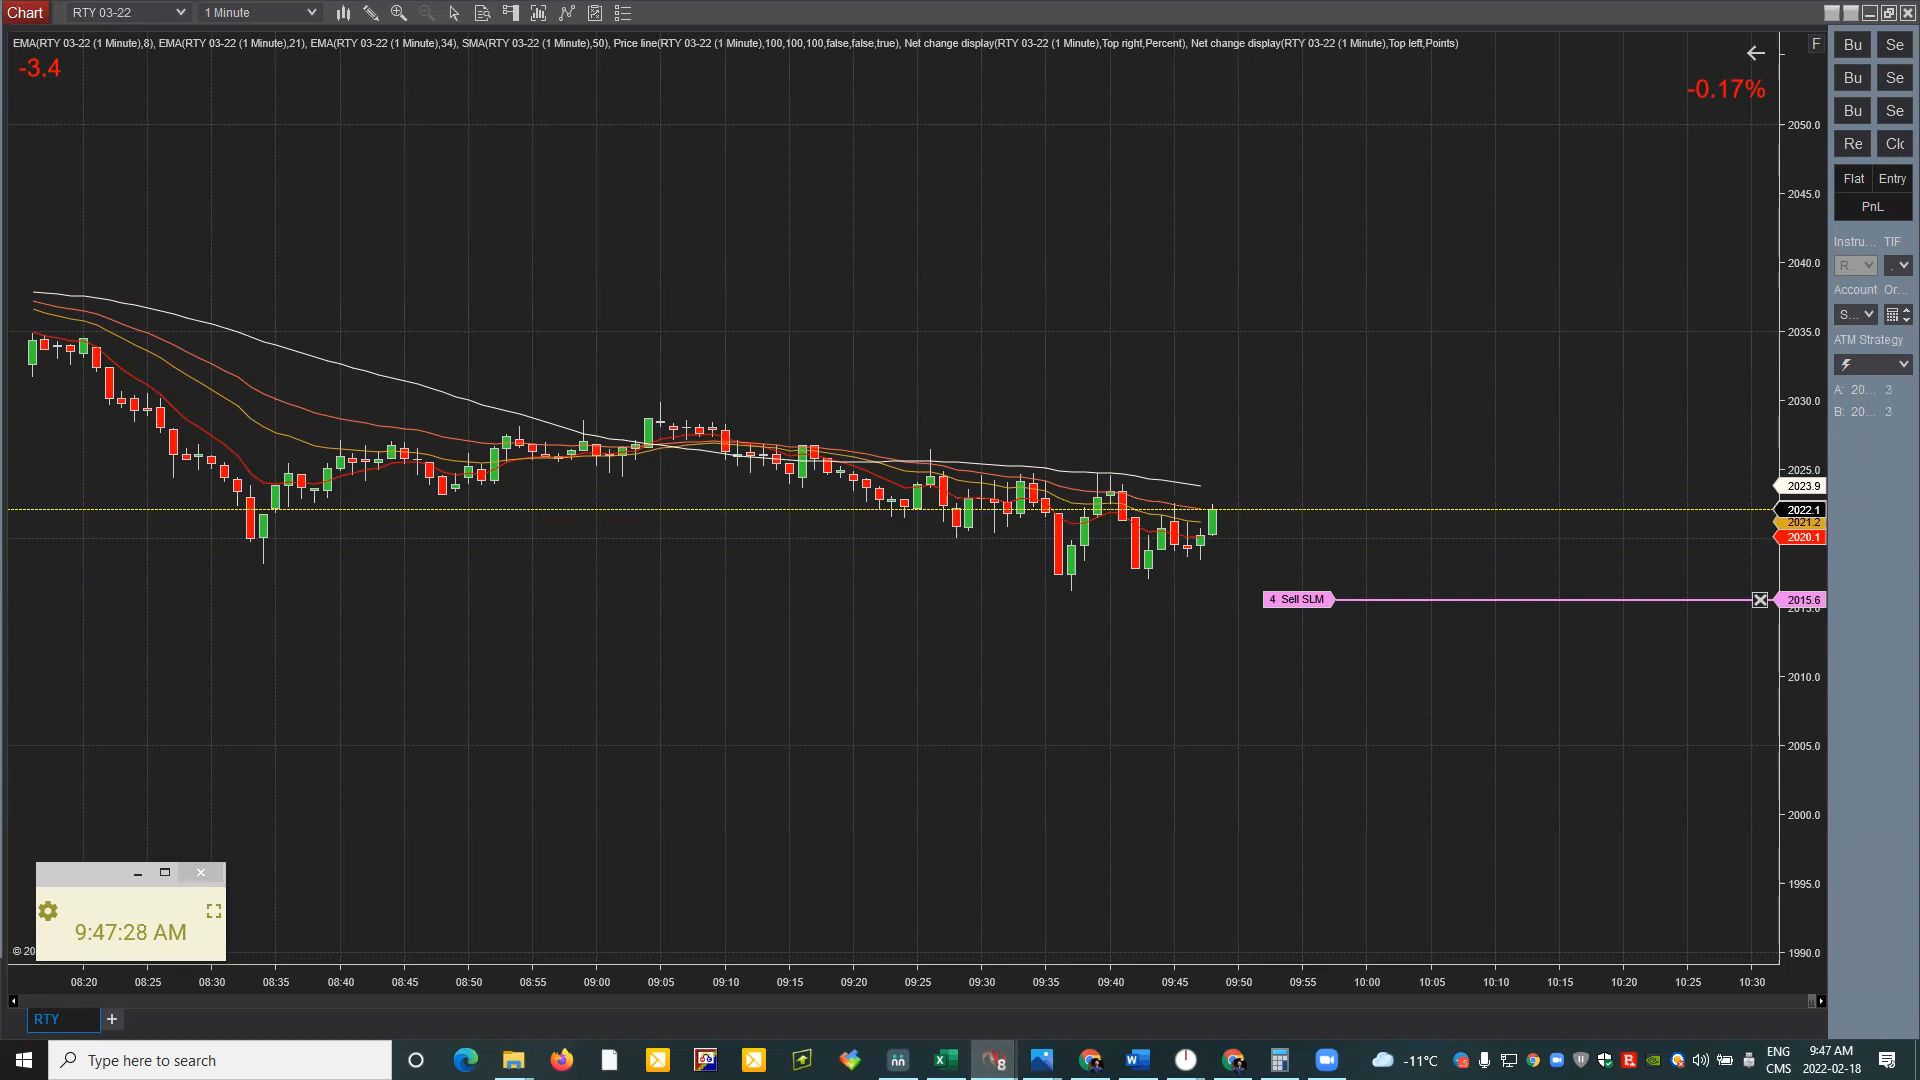 Chart RTY 03-22 1 Minute
EMA(RTY 03-22 (1 Minute),8), EMA(RTY 03-22 (1 Minute),21), EMA(RTY 03-22 (1 Minute),34), SMA(RTY 03-22 (1 Minute),50), Price line(RTY 03-22 (1 Minute),100,100,100,false,false,true), Net change display(RTY 03-22 (1 Minute),Top right,Percent), Net change display(RTY 03-22 (1 Minute),Top left,Points)
F
-3.4
-0.17%
Bu Se
Bu Se
Bu Se
Re Clo
Flat Entry
PnL
Instru... TIF
R...
Account Or...
S...
ATM Strategy
A: 20...
B: 20...
2050.0
2045.0
2040.0
2035.0
2030.0
2025.0
2023.9
2022.1
2021.2
2020.1
4 Sell SLM
2015.6
2010.0
2005.0
2000.0
1995.0
1990.0
9:47:28 AM
© 20
08:20 08:25 08:30 08:35 08:40 08:45 08:50 08:55 09:00 09:05 09:10 09:15 09:20 09:25 09:30 09:35 09:40 09:45 09:50 09:55 10:00 10:05 10:10 10:15 10:20 10:25 10:30
RTY +
Type here to search
-11°C
ENG
CMS
9:47 AM
2022-02-18